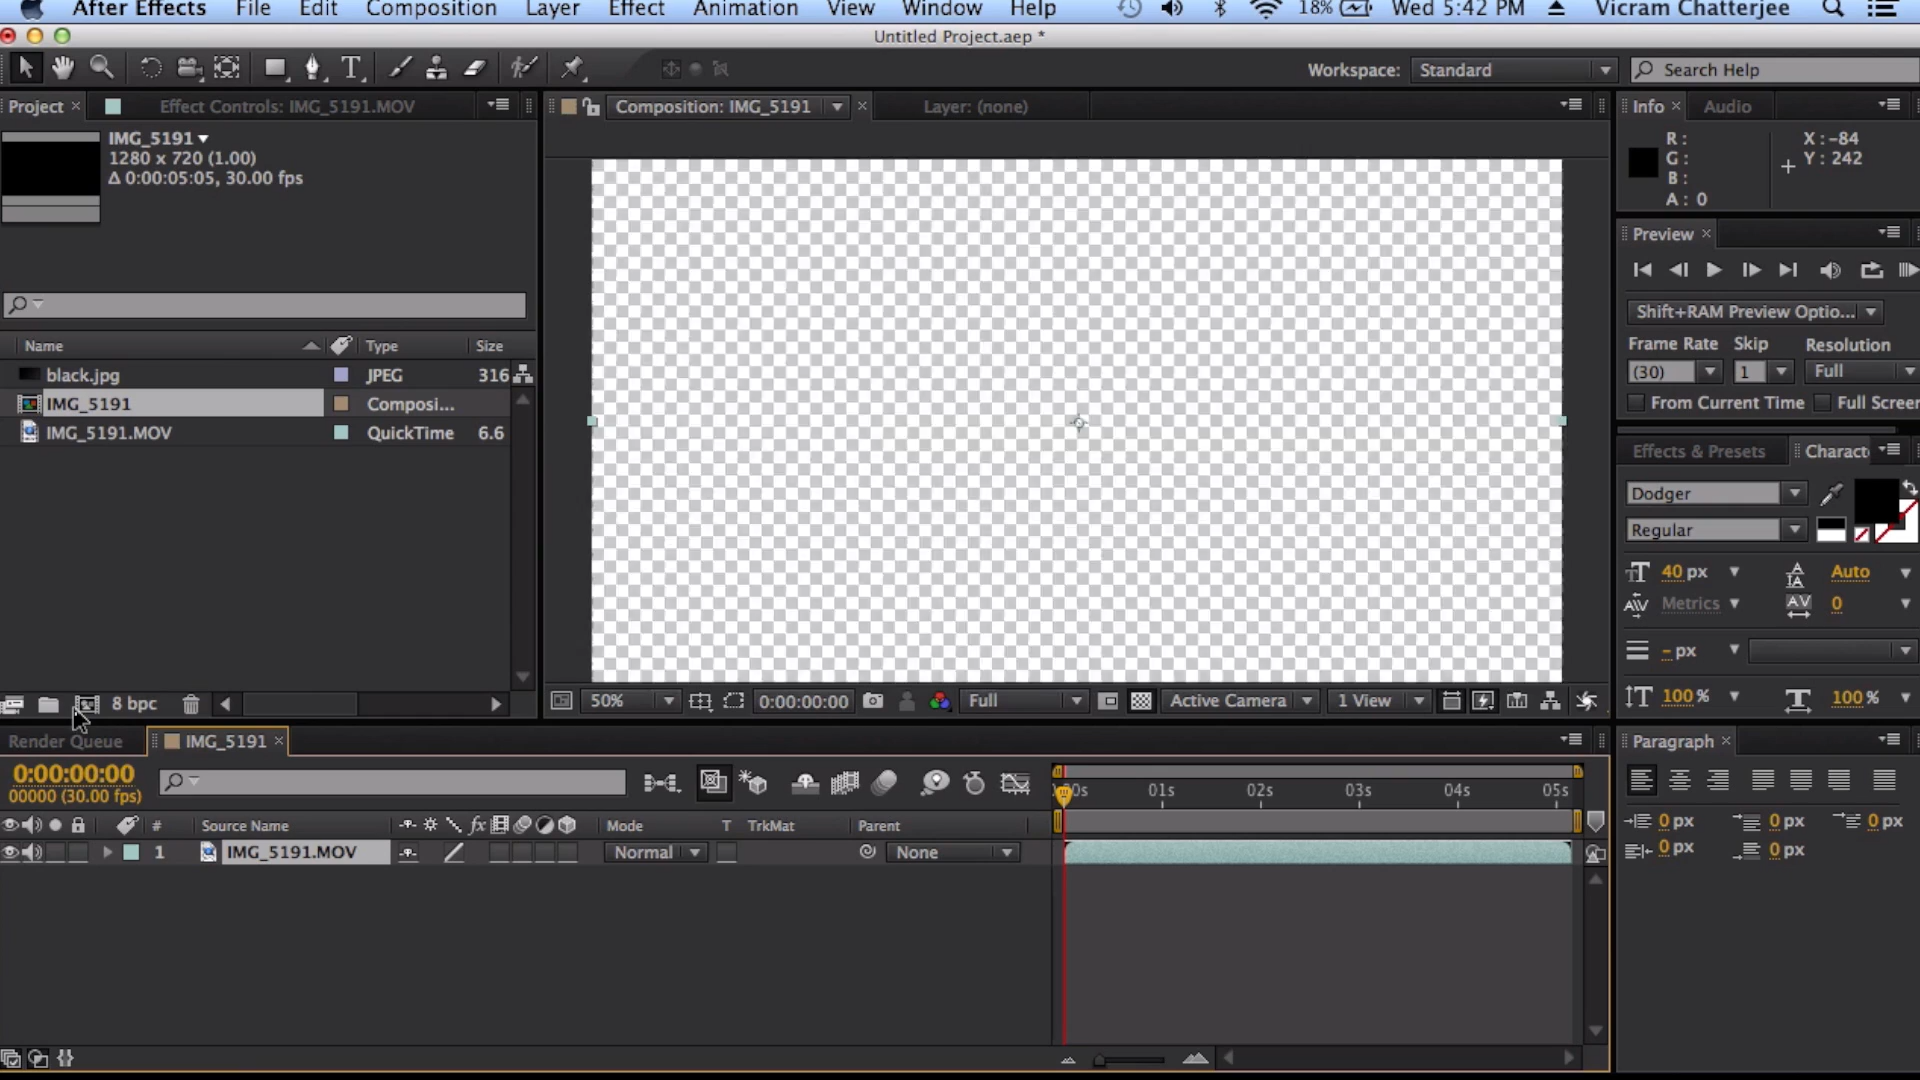 After Effects File Edit Composition Layer Effect Animation View Window Help 18% Wed 5:42 PM Vicram Chatterjee
Untitled Project.aep *
T Workspace: Standard Search Help
Project × Effect Controls: IMG_5191.MOV Composition: IMG_5191 × Layer: (none) Info × Audio
IMG_5191
1280 x 720 (1.00)
Δ 0:00:05:05, 30.00 fps
R :
G :
B :
A : 0
X : -84
Y : 242
Preview ×
Shift+RAM Preview Optio...
Frame Rate Skip Resolution
(30) 1 Full
From Current Time Full Screen
Name Type Size
black.jpg JPEG 316
IMG_5191 Composi...
IMG_5191.MOV QuickTime 6.6
Effects & Presets Charact
Dodger
Regular
40 px Auto
Metrics 0
- px
100 % 100 %
8 bpc
50% 0:00:00:00 Full Active Camera 1 View
Render Queue IMG_5191 × Paragraph ×
0:00:00:00
00000 (30.00 fps)
01s 02s 03s 04s 05s
# Source Name fx Mode T TrkMat Parent
1 IMG_5191.MOV Normal None
0 px 0 px 0 px
0 px 0 px